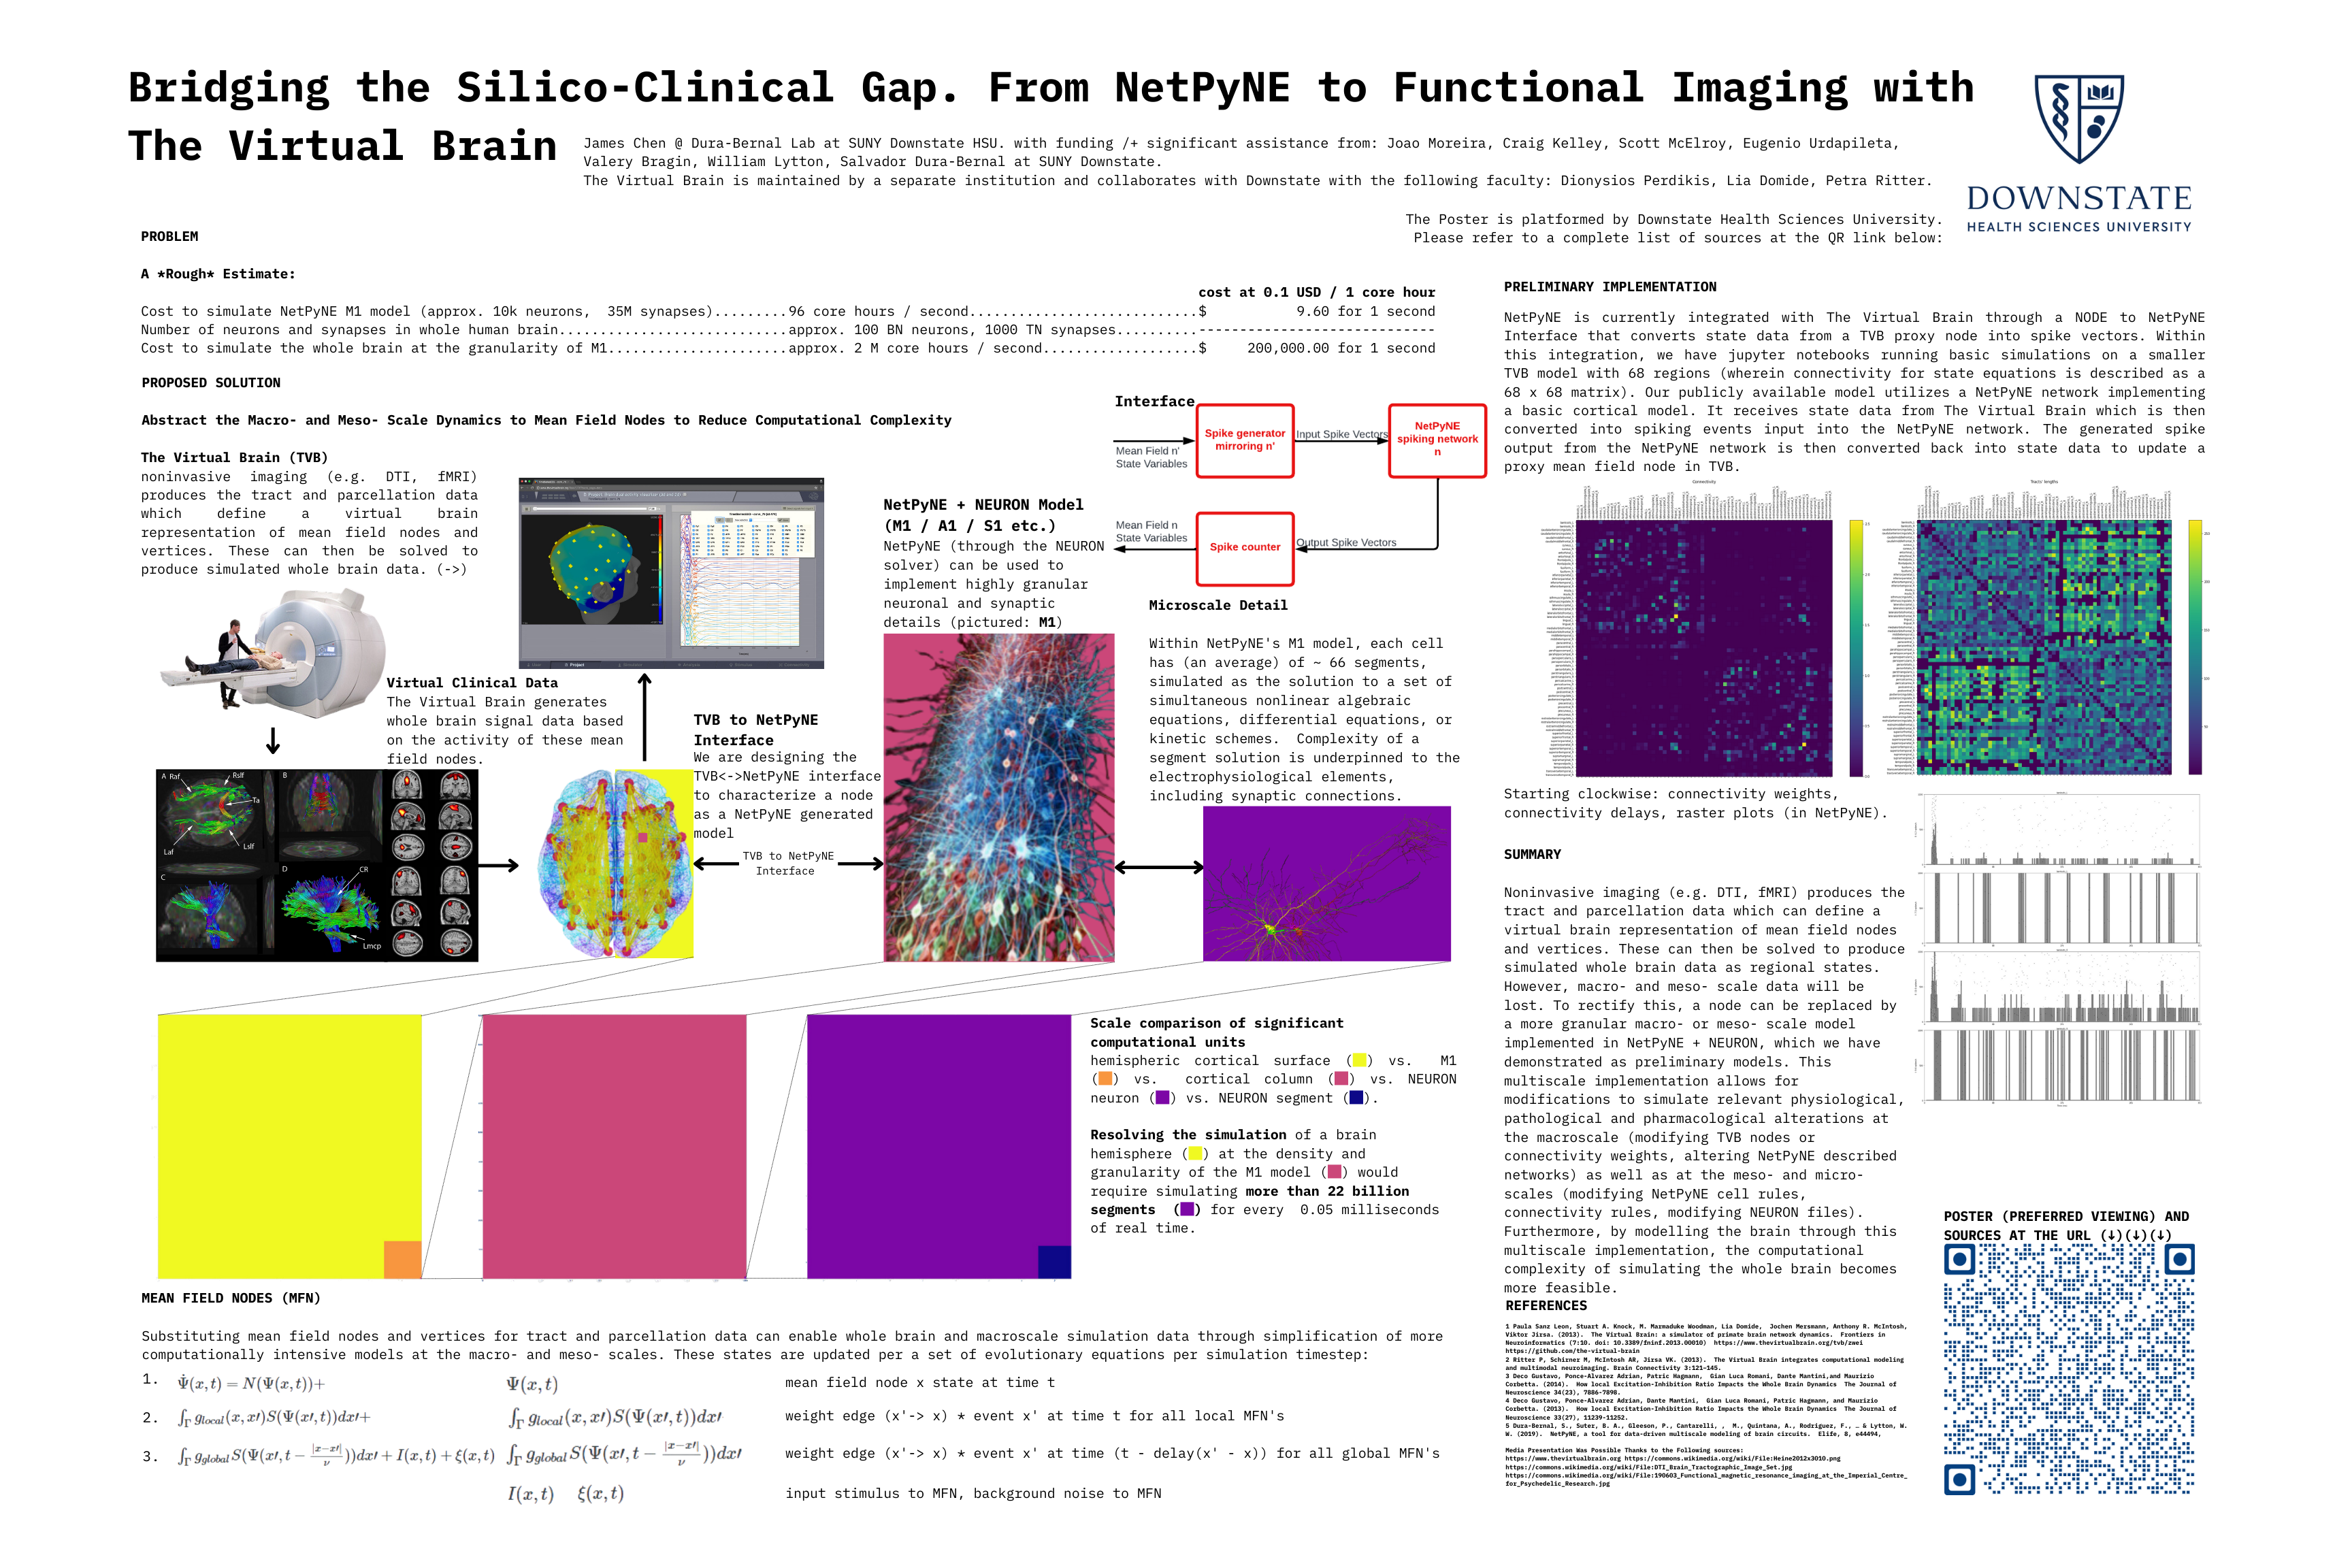 Bridging the Silico-Clinical Gap. From NetPyNE to Functional Imaging with
The Virtual Brain
James Chen @ Dura-Bernal Lab at SUNY Downstate HSU. with funding /+ significant assistance from: Joao Moreira, Craig Kelley, Scott McElroy, Eugenio Urdapileta,
Valery Bragin, William Lytton, Salvador Dura-Bernal at SUNY Downstate.
The Virtual Brain is maintained by a separate institution and collaborates with Downstate with the following faculty: Dionysios Perdikis, Lia Domide, Petra Ritter.
DOWNSTATE
HEALTH SCIENCES UNIVERSITY
The Poster is platformed by Downstate Health Sciences University.
Please refer to a complete list of sources at the QR link below:
PROBLEM
A *Rough* Estimate:
cost at 0.1 USD / 1 core hour
Cost to simulate NetPyNE M1 model (approx. 10k neurons,  35M synapses).........96 core hours / second............................$           9.60 for 1 second
Number of neurons and synapses in whole human brain............................approx. 100 BN neurons, 1000 TN synapses..........-----------------------------
Cost to simulate the whole brain at the granularity of M1......................approx. 2 M core hours / second...................$     200,000.00 for 1 second
PROPOSED SOLUTION
Abstract the Macro- and Meso- Scale Dynamics to Mean Field Nodes to Reduce Computational Complexity
The Virtual Brain (TVB)
noninvasive imaging (e.g. DTI, fMRI)
produces the tract and parcellation data
which define a virtual brain
representation of mean field nodes and
vertices. These can then be solved to
produce simulated whole brain data. (->)
Virtual Clinical Data
The Virtual Brain generates
whole brain signal data based
on the activity of these mean
field nodes.
A Raf
Rslf
B
Ta
Laf
Lslf
C
D
CR
Lmcp
Project
TVB to NetPyNE
Interface
We are designing the
TVB<->NetPyNE interface
to characterize a node
as a NetPyNE generated
model
TVB to NetPyNE
Interface
NetPyNE + NEURON Model
(M1 / A1 / S1 etc.)
NetPyNE (through the NEURON
solver) can be used to
implement highly granular
neuronal and synaptic
details (pictured: M1)
Interface
Mean Field n'
State Variables
Spike generator
mirroring n'
Input Spike Vectors
NetPyNE
spiking network
n
Mean Field n
State Variables
Spike counter
Output Spike Vectors
Microscale Detail
Within NetPyNE's M1 model, each cell
has (an average) of ~ 66 segments,
simulated as the solution to a set of
simultaneous nonlinear algebraic
equations, differential equations, or
kinetic schemes.  Complexity of a
segment solution is underpinned to the
electrophysiological elements,
including synaptic connections.
Scale comparison of significant
computational units
hemispheric cortical surface ( ) vs. M1
( ) vs. cortical column ( ) vs. NEURON
neuron ( ) vs. NEURON segment ( ).
Resolving the simulation of a brain
hemisphere ( ) at the density and
granularity of the M1 model ( ) would
require simulating more than 22 billion
segments ( ) for every  0.05 milliseconds
of real time.
MEAN FIELD NODES (MFN)
Substituting mean field nodes and vertices for tract and parcellation data can enable whole brain and macroscale simulation data through simplification of more
computationally intensive models at the macro- and meso- scales. These states are updated per a set of evolutionary equations per simulation timestep:
1. Ψ̇(x,t) = N(Ψ(x,t))+   Ψ(x,t)   mean field node x state at time t
2. ∫_Γ g_local(x,x′)S(Ψ(x′,t))dx′+   ∫_Γ g_local(x,x′)S(Ψ(x′,t))dx′   weight edge (x'-> x) * event x' at time t for all local MFN's
3. ∫_Γ g_global S(Ψ(x′,t − |x−x′|/ν))dx′ + I(x,t) + ξ(x,t)   ∫_Γ g_global S(Ψ(x′,t − |x−x′|/ν))dx′   weight edge (x'-> x) * event x' at time (t - delay(x' - x)) for all global MFN's
I(x,t)   ξ(x,t)   input stimulus to MFN, background noise to MFN
PRELIMINARY IMPLEMENTATION
NetPyNE is currently integrated with The Virtual Brain through a NODE to NetPYNE
Interface that converts state data from a TVB proxy node into spike vectors. Within
this integration, we have jupyter notebooks running basic simulations on a smaller
TVB model with 68 regions (wherein connectivity for state equations is described as a
68 x 68 matrix). Our publicly available model utilizes a NetPyNE network implementing
a basic cortical model. It receives state data from The Virtual Brain which is then
converted into spiking events input into the NetPyNE network. The generated spike
output from the NetPyNE network is then converted back into state data to update a
proxy mean field node in TVB.
Connectivity
Tracts' lengths
Starting clockwise: connectivity weights,
connectivity delays, raster plots (in NetPyNE).
SUMMARY
Noninvasive imaging (e.g. DTI, fMRI) produces the
tract and parcellation data which can define a
virtual brain representation of mean field nodes
and vertices. These can then be solved to produce
simulated whole brain data as regional states.
However, macro- and meso- scale data will be
lost. To rectify this, a node can be replaced by
a more granular macro- or meso- scale model
implemented in NetPyNE + NEURON, which we have
demonstrated as preliminary models. This
multiscale implementation allows for
modifications to simulate relevant physiological,
pathological and pharmacological alterations at
the macroscale (modifying TVB nodes or
connectivity weights, altering NetPyNE described
networks) as well as at the meso- and micro-
scales (modifying NetPyNE cell rules,
connectivity rules, modifying NEURON files).
Furthermore, by modelling the brain through this
multiscale implementation, the computational
complexity of simulating the whole brain becomes
more feasible.
REFERENCES
1 Paula Sanz Leon, Stuart A. Knock, M. Marmaduke Woodman, Lia Domide,  Jochen Mersmann, Anthony R. McIntosh,
Viktor Jirsa. (2013).  The Virtual Brain: a simulator of primate brain network dynamics.  Frontiers in
Neuroinformatics (7:10. doi: 10.3389/fninf.2013.00010)  https://www.thevirtualbrain.org/tvb/zwei
https://github.com/the-virtual-brain
2 Ritter P, Schirner M, McIntosh AR, Jirsa VK. (2013).  The Virtual Brain integrates computational modeling
and multimodal neuroimaging. Brain Connectivity 3:121-145.
3 Deco Gustavo, Ponce-Alvarez Adrian, Patric Hagmann,  Gian Luca Romani, Dante Mantini,and Maurizio
Corbetta. (2014).  How local Excitation-Inhibition Ratio Impacts the Whole Brain Dynamics  The Journal of
Neuroscience 34(23), 7886-7898.
4 Deco Gustavo, Ponce-Alvarez Adrian, Dante Mantini,  Gian Luca Romani, Patric Hagmann, and Maurizio
Corbetta. (2013).  How local Excitation-Inhibition Ratio Impacts the Whole Brain Dynamics  The Journal of
Neuroscience 33(27), 11239-11252.
5 Dura-Bernal, S., Suter, B. A., Gleeson, P., Cantarelli, ,  M., Quintana, A., Rodriguez, F., … & Lytton, W.
W. (2019).  NetPyNE, a tool for data-driven multiscale modeling of brain circuits.  Elife, 8, e44494,
Media Presentation Was Possible Thanks to the Following sources:
https://www.thevirtualbrain.org https://commons.wikimedia.org/wiki/File:Heine2012x3010.png
https://commons.wikimedia.org/wiki/File:DTI_Brain_Tractographic_Image_Set.jpg
https://commons.wikimedia.org/wiki/File:190603_Functional_magnetic_resonance_imaging_at_the_Imperial_Centre_
for_Psychedelic_Research.jpg
POSTER (PREFERRED VIEWING) AND
SOURCES AT THE URL (↓)(↓)(↓)